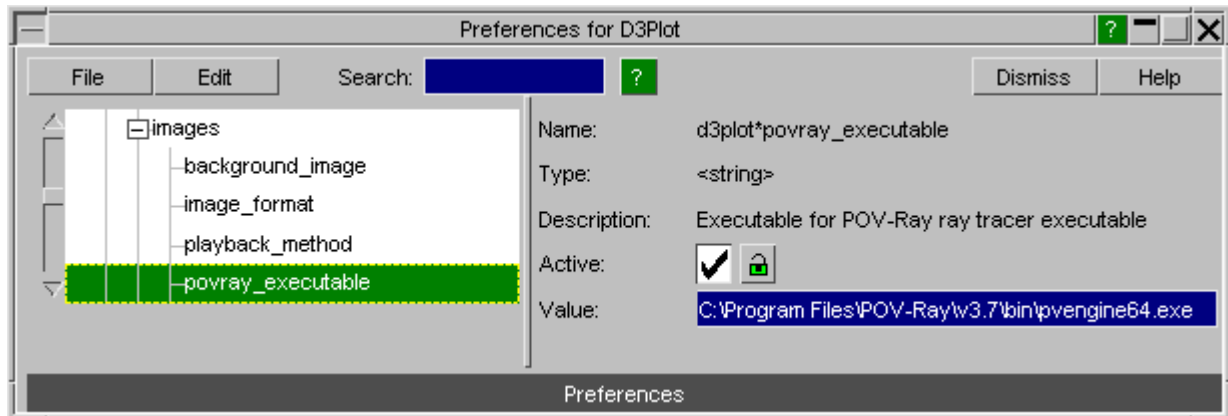 Preferences for D3Plot ?
File Edit Search: ? Dismiss Help
images
background_image
image_format
playback_method
povray_executable
Name: d3plot*povray_executable
Type: <string>
Description: Executable for POV-Ray ray tracer executable
Active:
Value: C:\Program Files\POV-Ray\v3.7\bin\pvengine64.exe
Preferences